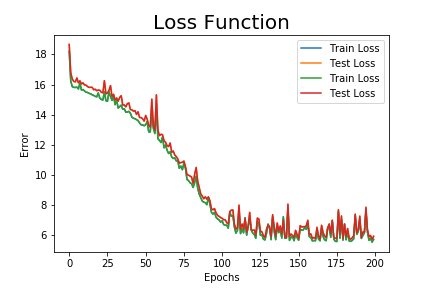 Loss Function
Train Loss
Test Loss
Train Loss
Test Loss
18
16
14
12
10
8
6
Error
0
25
50
75
100
125
150
175
200
Epochs